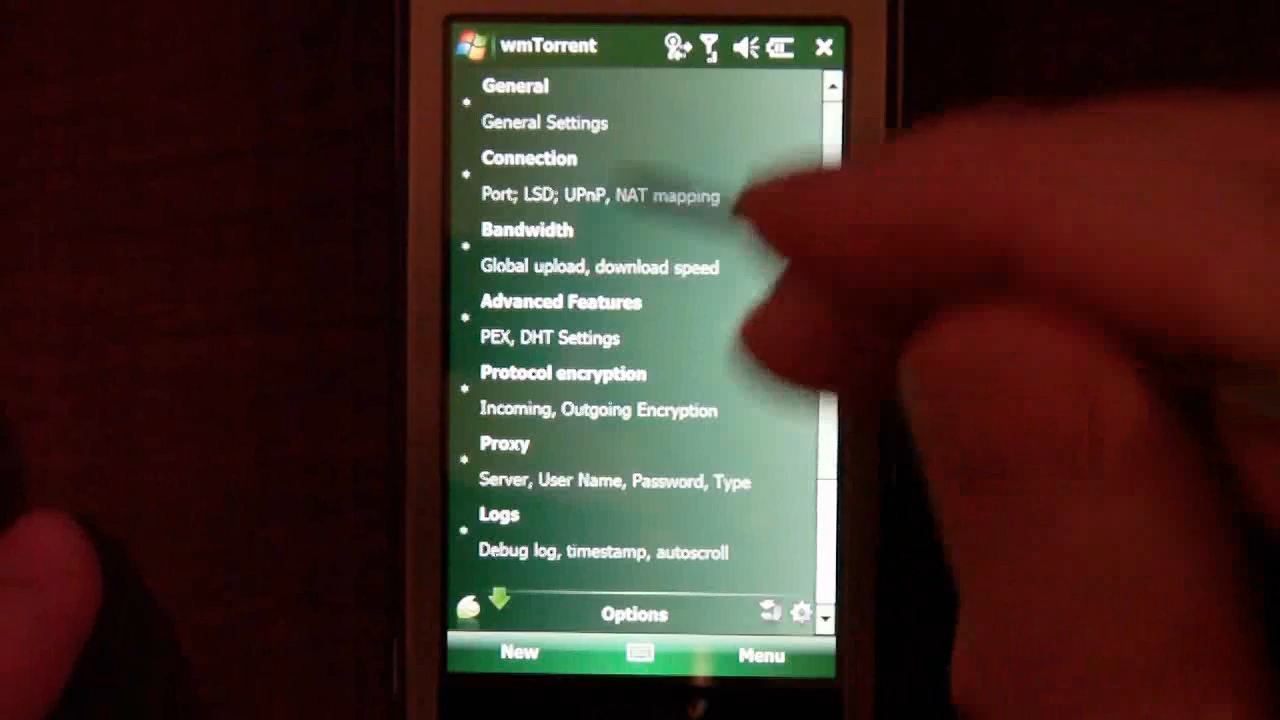 wmTorrent
General
General Settings
Connection
Port; LSD; UPnP, NAT mapping
Bandwidth
Global upload, download speed
Advanced Features
PEX, DHT Settings
Protocol encryption
Incoming, Outgoing Encryption
Proxy
Server, User Name, Password, Type
Logs
Debug log, timestamp, autoscroll
Options
New Menu